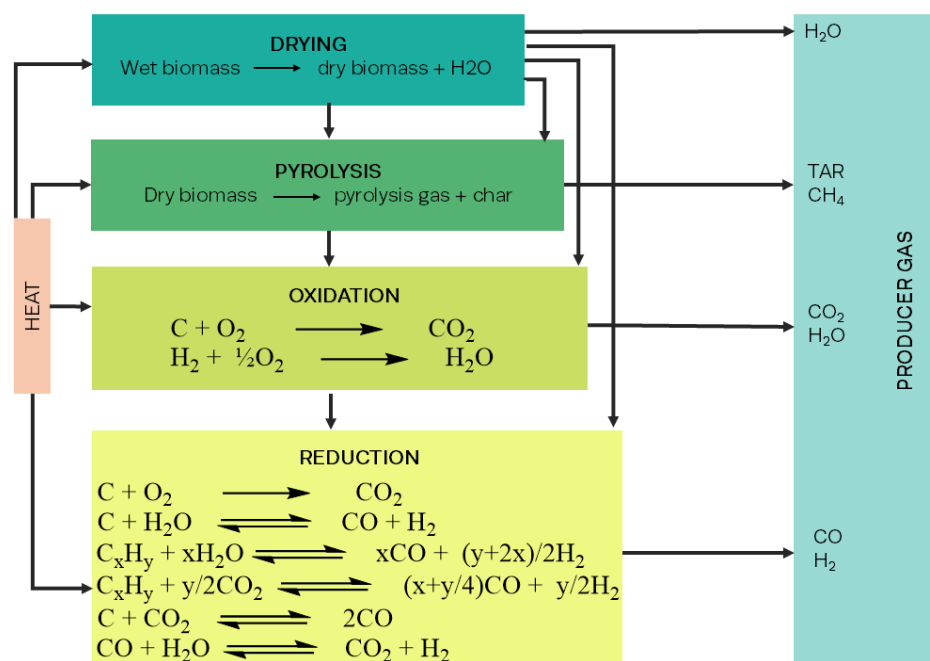 DRYING
Wet biomass ⟶ dry biomass + H2O
PYROLYSIS
Dry biomass ⟶ pyrolysis gas + char
OXIDATION
C + O₂ ⟶ CO₂
H₂ + ½O₂ ⟶ H₂O
REDUCTION
C + O₂ ⟶ CO₂
C + H₂O ⇌ CO + H₂
CₓHᵧ + xH₂O ⇌ xCO + (y+2x)/2H₂
CₓHᵧ + y/2CO₂ ⇌ (x+y/4)CO + y/2H₂
C + CO₂ ⇌ 2CO
CO + H₂O ⇌ CO₂ + H₂
HEAT
H₂O
TAR
CH₄
CO₂
H₂O
CO
H₂
PRODUCER GAS